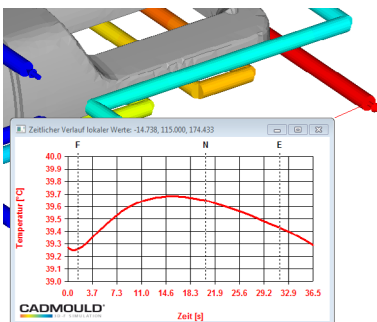 Zeitlicher Verlauf lokaler Werte: -14.738, 115.000, 174.433
F N E
40.0
39.9
39.8
39.7
39.6
39.5
39.4
39.3
39.2
39.1
39.0
Temperatur [°C]
0.0 3.7 7.3 11.0 14.6 18.3 21.9 25.6 29.2 32.9 36.5
Zeit [s]
CADMOULD®
3D-F SIMULATION